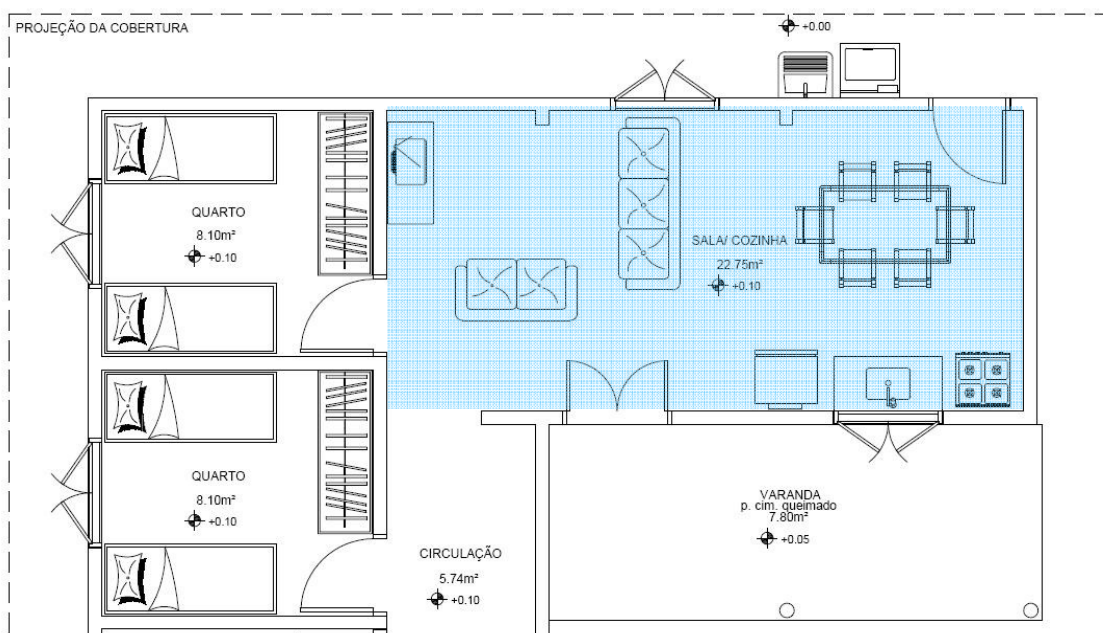 PROJEÇÃO DA COBERTURA
+0.00
QUARTO
8.10m²
+0.10
SALA/ COZINHA
22.75m²
+0.10
QUARTO
8.10m²
+0.10
VARANDA
p. cim. queimado
7.80m²
+0.05
CIRCULAÇÃO
5.74m²
+0.10